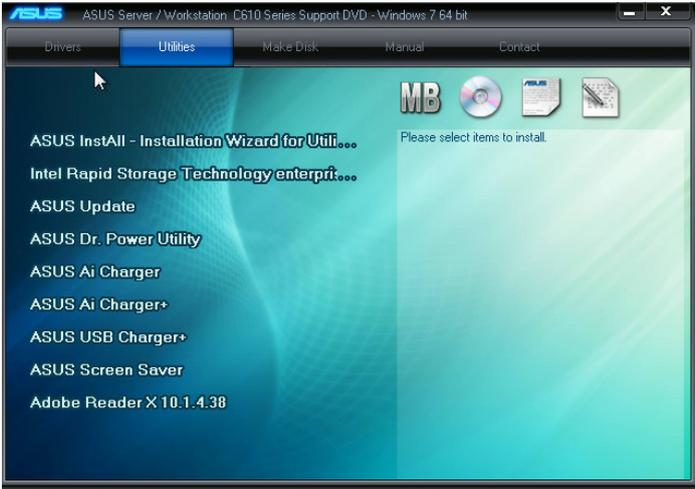 ASUS ASUS Server / Workstation C610 Series Support DVD - Windows 7 64 bit
Drivers Utilities Make Disk Manual Contact
MB
ASUS InstAll - Installation Wizard for Utili...
Please select items to install.
Intel Rapid Storage Technology enterpri:...
ASUS Update
ASUS Dr. Power Utility
ASUS Ai Charger
ASUS Ai Charger+
ASUS USB Charger+
ASUS Screen Saver
Adobe Reader X 10.1.4.38